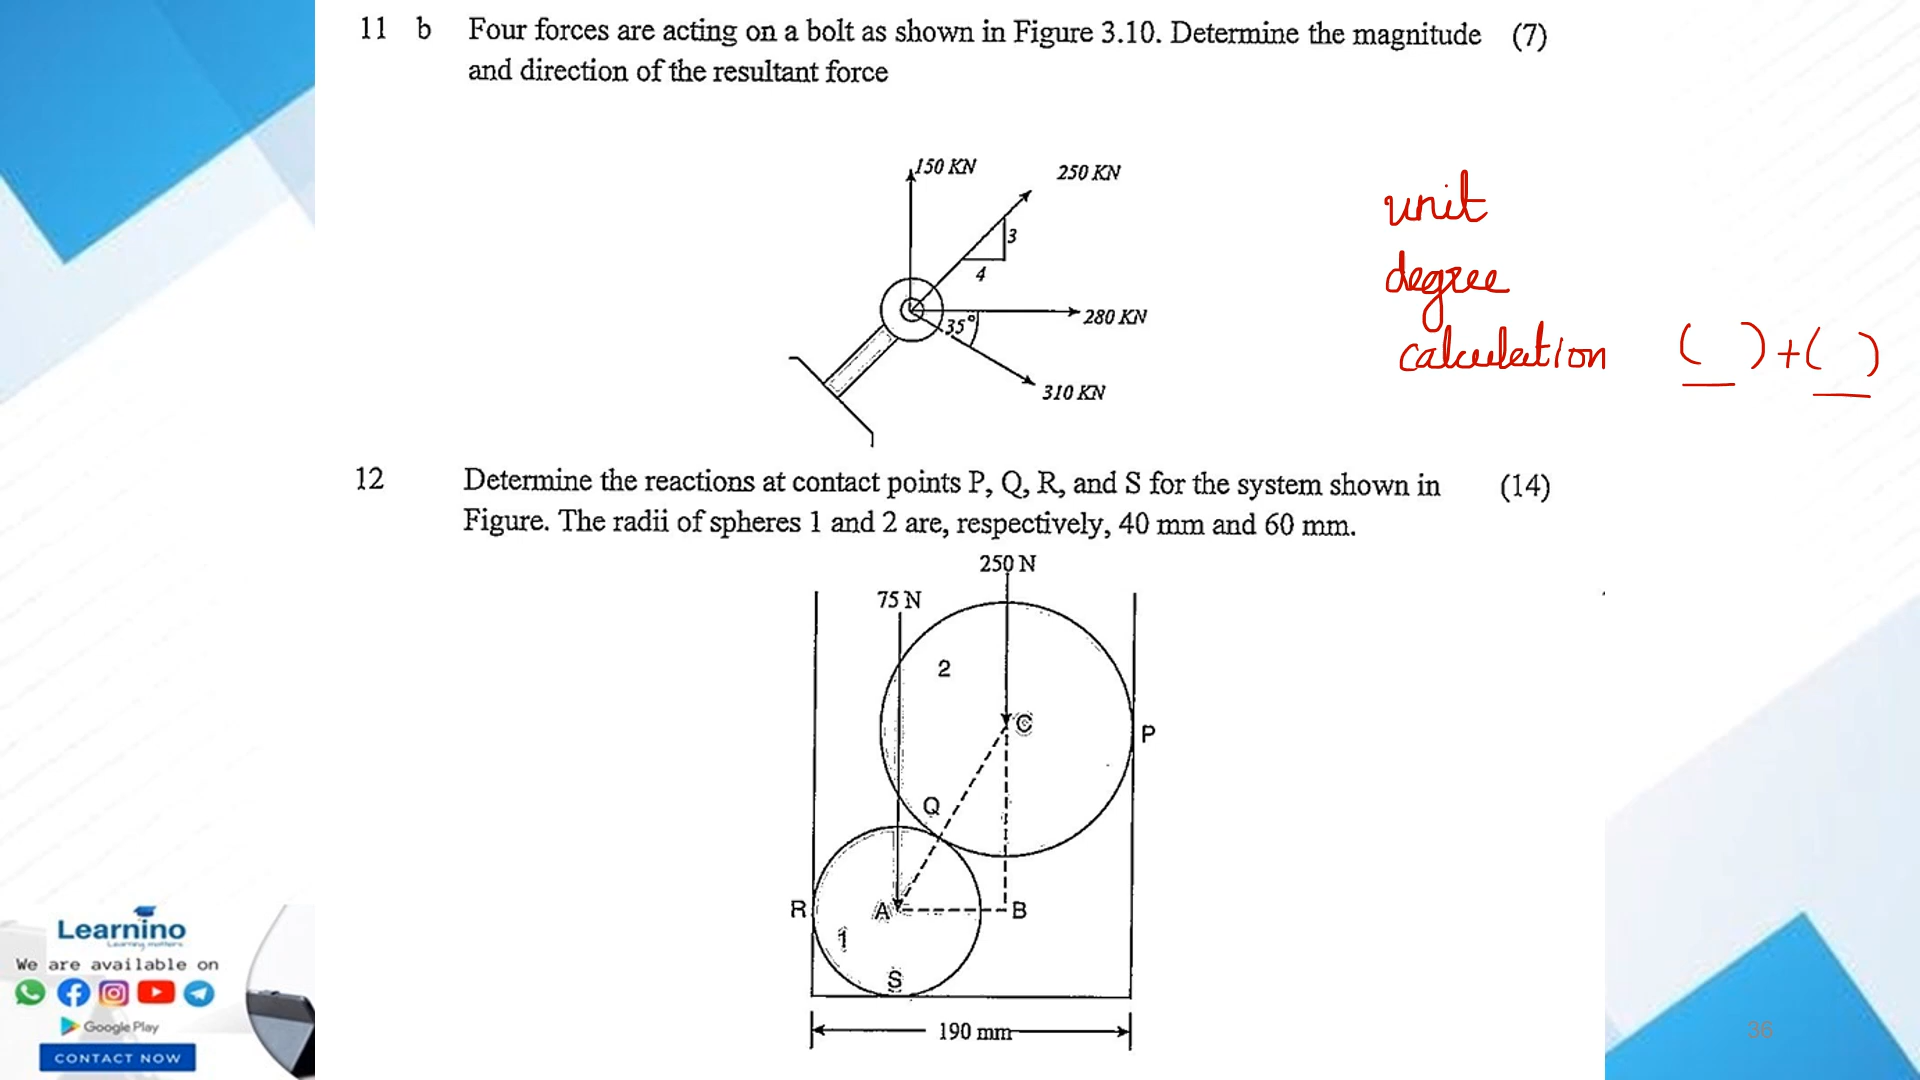 11 b Four forces are acting on a bolt as shown in Figure 3.10. Determine the magnitude (7)
and direction of the resultant force
150 KN
250 KN
3
4
280 KN
35°
310 KN
unit
degree
calculation ( ) + ( )
12 Determine the reactions at contact points P, Q, R, and S for the system shown in (14)
Figure. The radii of spheres 1 and 2 are, respectively, 40 mm and 60 mm.
250 N
75 N
2
C
P
Q
R
A
B
1
S
190 mm
Learnino
Learning matters
We are available on
Google Play
CONTACT NOW
36